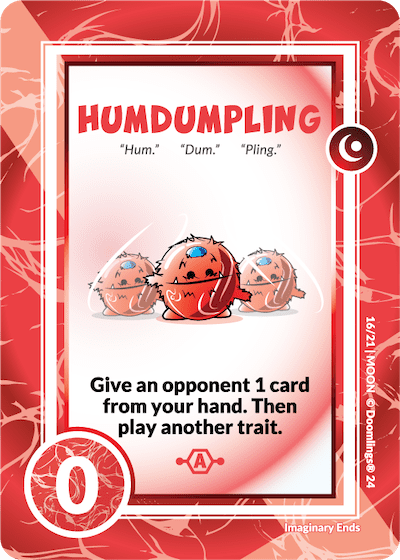 HUMDUMPLING
“Hum.” “Dum.” “Pling.”
Give an opponent 1 card
from your hand. Then
play another trait.
A
0
16/21 | MOON © Doomlings® 24
Imaginary Ends